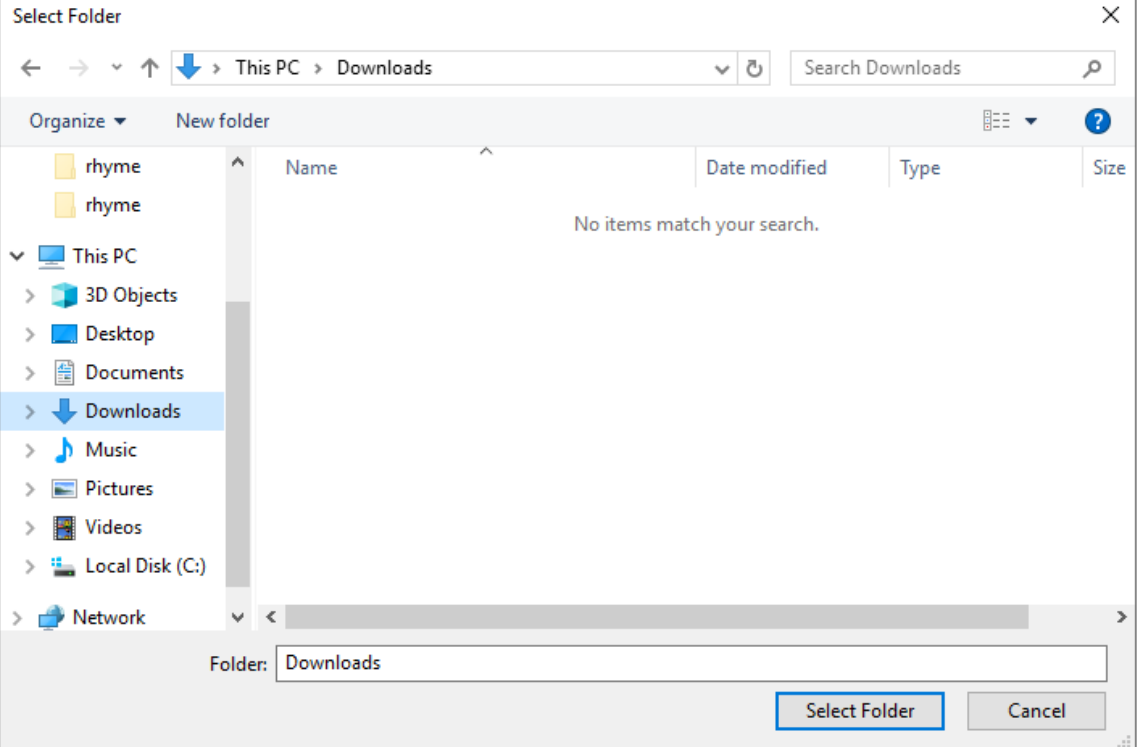 Select Folder
This PC > Downloads
Search Downloads
Organize
New folder
?
rhyme
rhyme
This PC
3D Objects
Desktop
Documents
Downloads
Music
Pictures
Videos
Local Disk (C:)
Network
Name
Date modified
Type
Size
No items match your search.
Folder: Downloads
Select Folder
Cancel